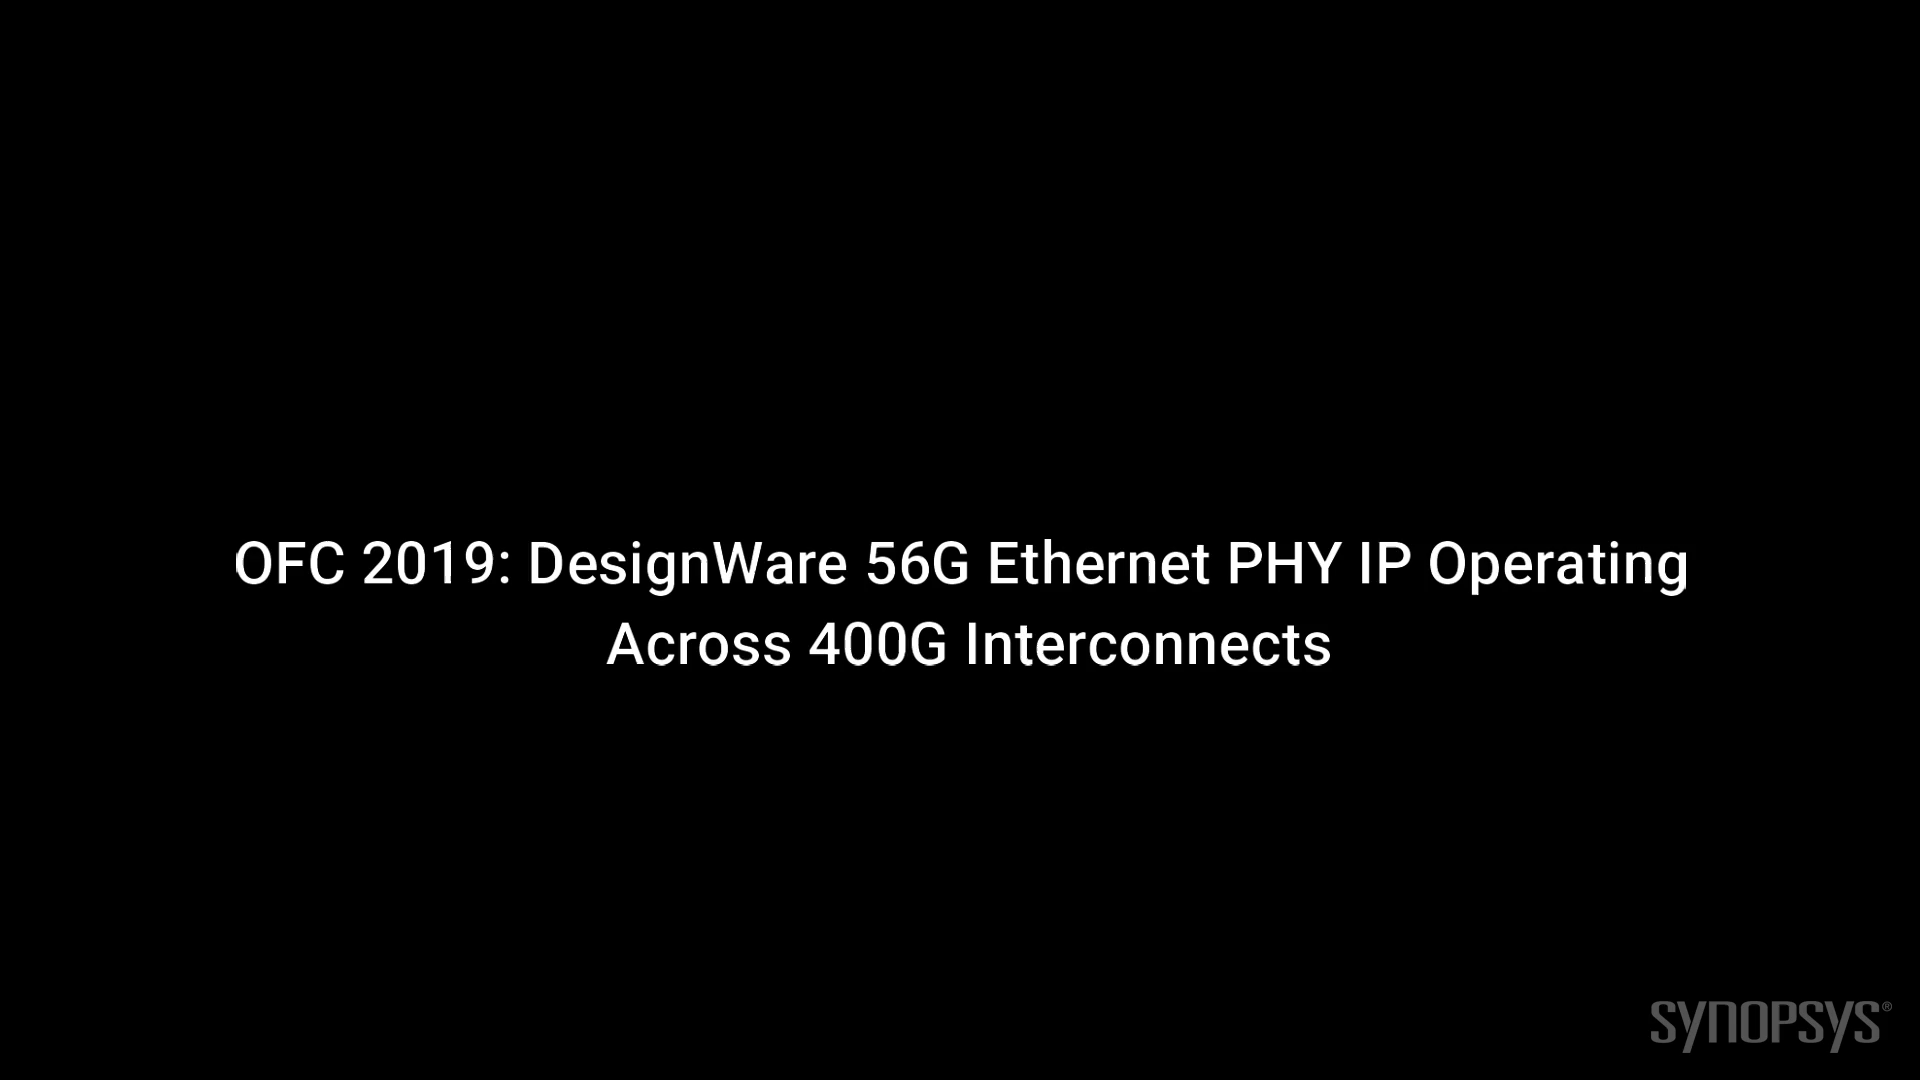 OFC 2019: DesignWare 56G Ethernet PHY IP Operating
Across 400G Interconnects
SYNOPSYS®